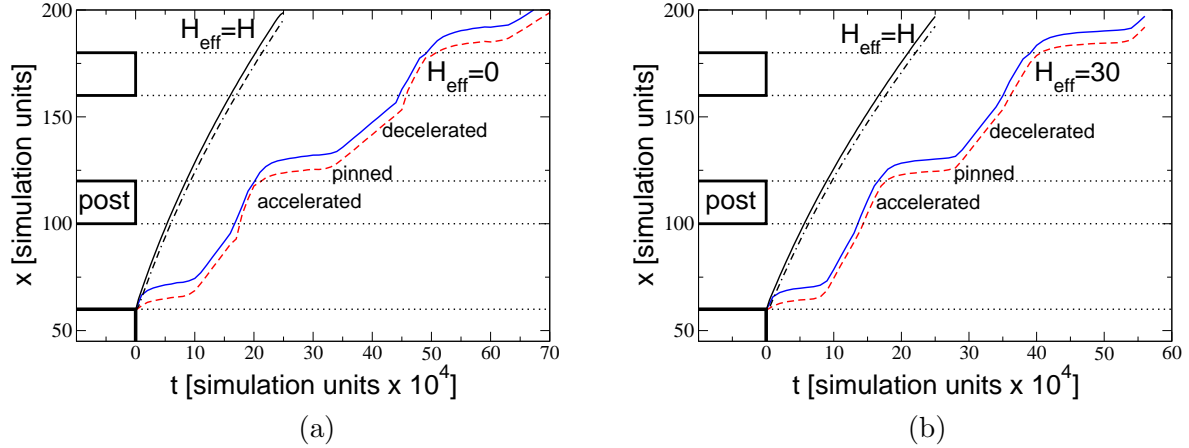 x [simulation units]
200
150
100
50
H_eff=H
H_eff=0
decelerated
pinned
accelerated
post
0 10 20 30 40 50 60 70
t [simulation units x 10^4]
(a)
x [simulation units]
200
150
100
50
H_eff=H
H_eff=30
decelerated
pinned
accelerated
post
0 10 20 30 40 50 60
t [simulation units x 10^4]
(b)